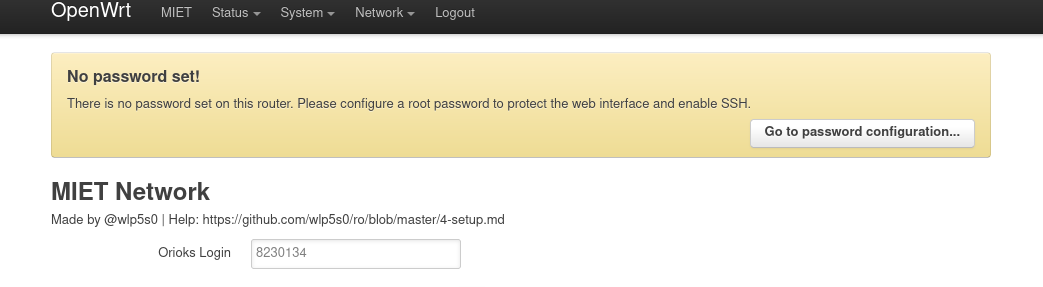 OpenWrt MIET Status System Network Logout
No password set!
There is no password set on this router. Please configure a root password to protect the web interface and enable SSH.
Go to password configuration...
MIET Network
Made by @wlp5s0 | Help: https://github.com/wlp5s0/ro/blob/master/4-setup.md
Orioks Login 8230134